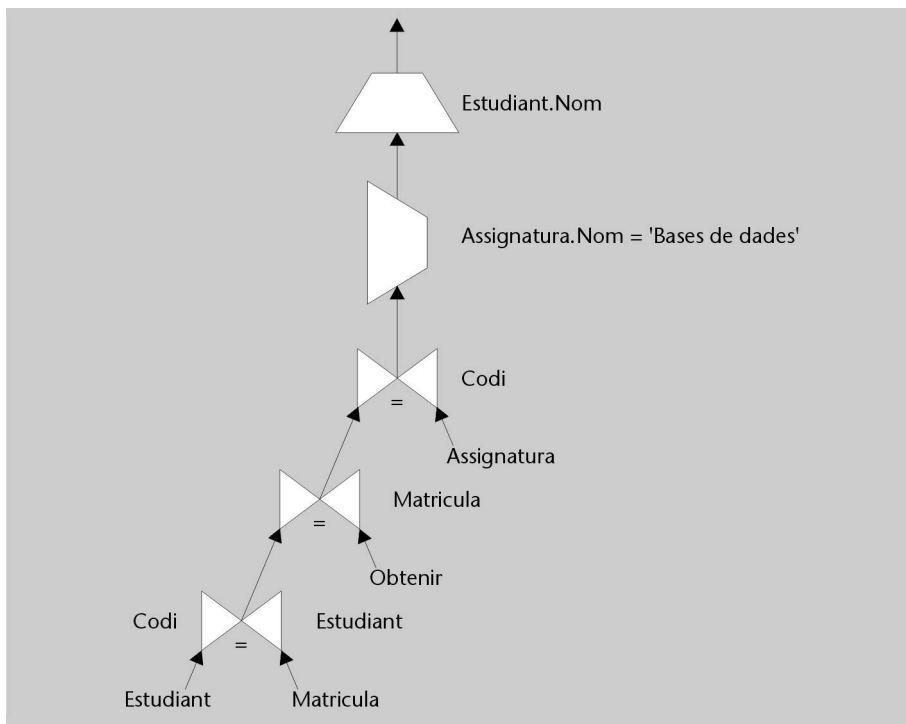 Estudiant.Nom
Assignatura.Nom = 'Bases de dades'
Codi
=
Assignatura
Matricula
=
Obtenir
Codi
Estudiant
=
Estudiant
Matricula